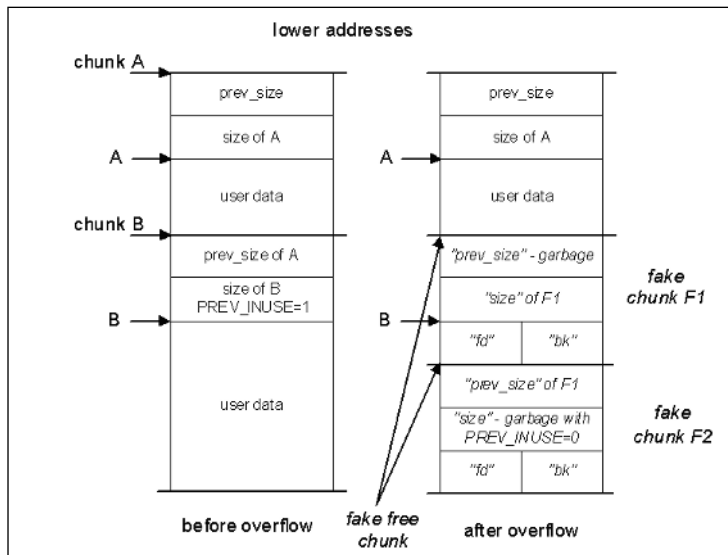 lower addresses
chunk A
prev_size
size of A
A
user data
chunk B
prev_size of A
size of B
PREV_INUSE=1
B
user data
before overflow
prev_size
size of A
A
user data
"prev_size" - garbage
"size" of F1
B
"fd" "bk"
fake
chunk F1
"prev_size" of F1
"size" - garbage with
PREV_INUSE=0
"fd" "bk"
fake
chunk F2
fake free
chunk
after overflow